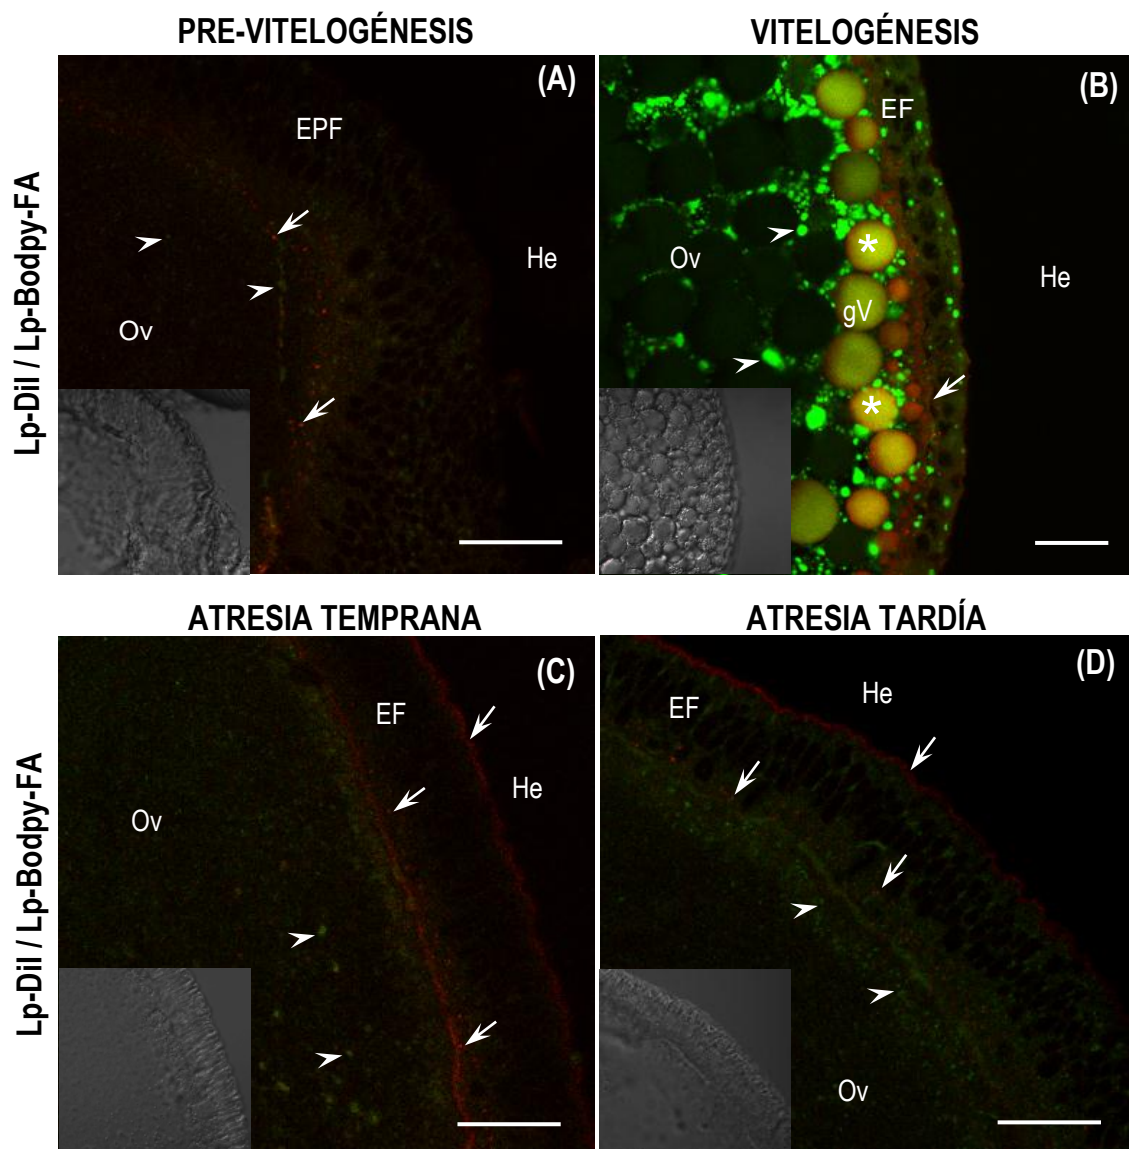 PRE-VITELOGÉNESIS
VITELOGÉNESIS
Lp-DiI / Lp-Bodpy-FA
(A)
EPF
He
Ov
(B)
EF
Ov
*
gV
He
*
ATRESIA TEMPRANA
ATRESIA TARDÍA
Lp-DiI / Lp-Bodpy-FA
(C)
EF
He
Ov
(D)
He
EF
Ov